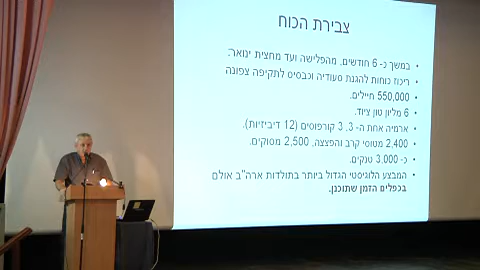 צבירת הכוח
במשך כ- 6 חודשים, מהפלישה ועד מחצית ינואר:
ריכוז כוחות להגנת סעודיה וכבסיס לתקיפה צפונה
550,000 חיילים.
6 מיליון טון ציוד.
ארמיה אחת ה- 3, 3 קורפוסים (12 דיביזיות).
2,400 מטוסי קרב והפצצה, 2,500 מסוקים.
כ- 3,000 טנקים.
המבצע הלוגיסטי הגדול ביותר בתולדות ארה"ב אולם
בכפלים הזמן שתוכנן.